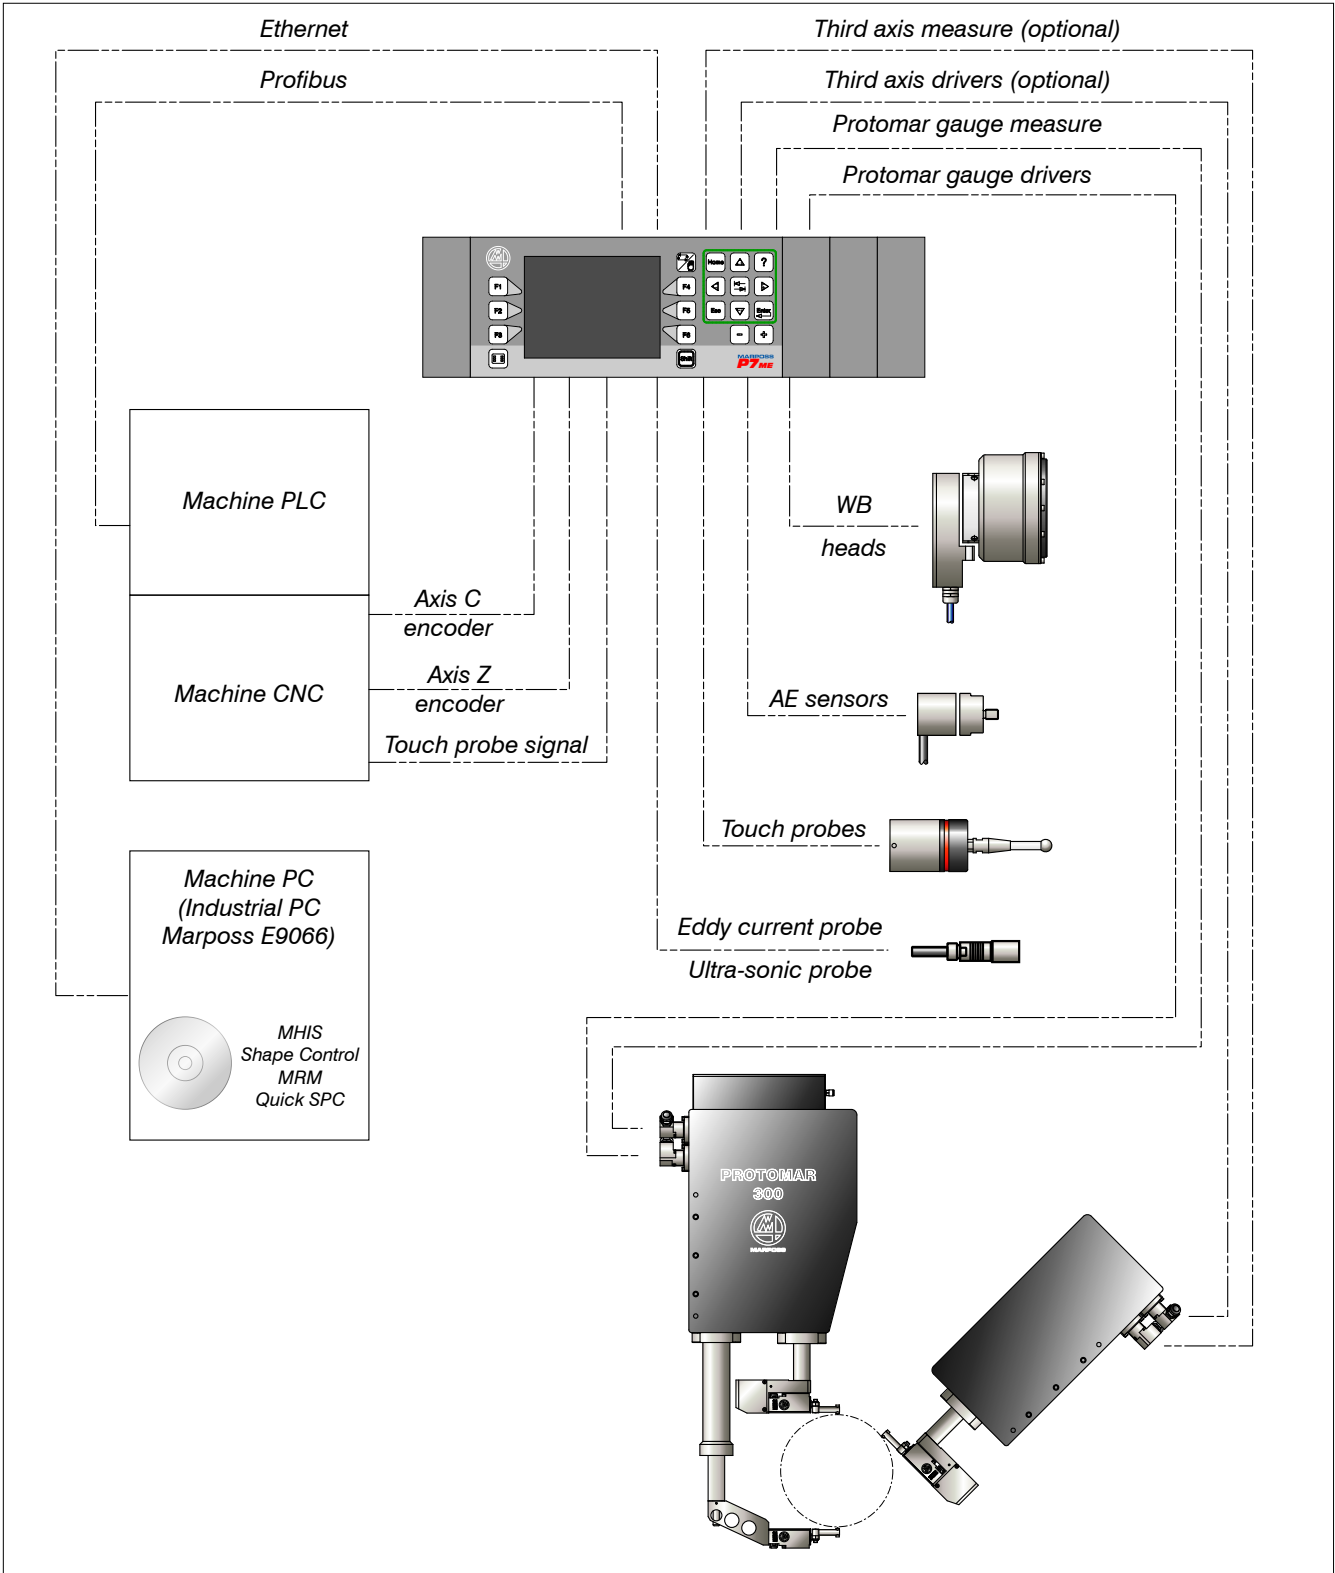 Ethernet
Third axis measure (optional)
Profibus
Third axis drivers (optional)
Protomar gauge measure
Protomar gauge drivers
Home
?
F1
F4
F2
F5
Esc
Enter
F3
F6
-
+
Shift
MARPOSS
P7 ME
Machine PLC
WB
heads
Axis C
encoder
Axis Z
encoder
Machine CNC
AE sensors
Touch probe signal
Touch probes
Machine PC
(Industrial PC
Marposs E9066)
Eddy current probe
Ultra-sonic probe
MHIS
Shape Control
MRM
Quick SPC
PROTOMAR
300
MARPOSS